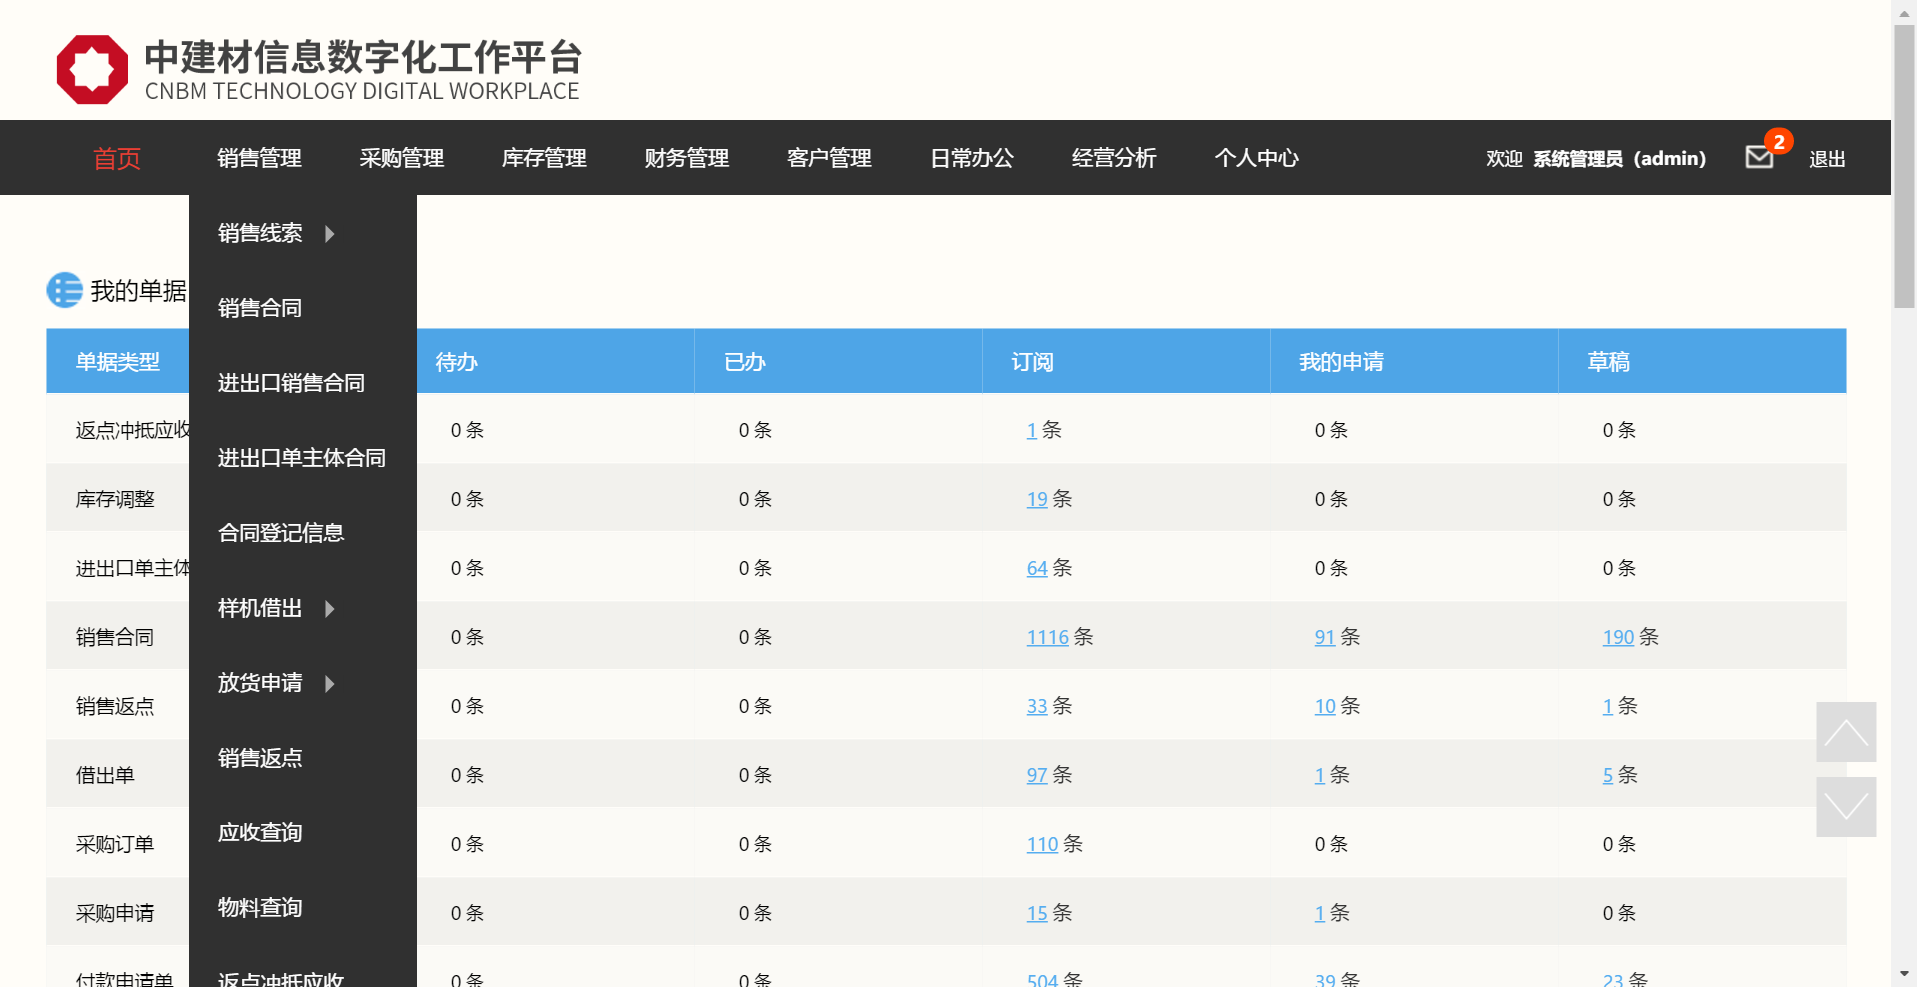 中建材信息数字化工作平台
CNBM TECHNOLOGY DIGITAL WORKPLACE
首页 销售管理 采购管理 库存管理 财务管理 客户管理 日常办公 经营分析 个人中心 欢迎 系统管理员（admin） 2 退出
销售线索
销售合同
进出口销售合同
进出口单主体合同
合同登记信息
样机借出
放货申请
销售返点
应收查询
物料查询
返点冲抵应收
我的单据
单据类型 待办 已办 订阅 我的申请 草稿
返点冲抵应收 0 条 0 条 1 条 0 条 0 条
库存调整 0 条 0 条 19 条 0 条 0 条
进出口单主体 0 条 0 条 64 条 0 条 0 条
销售合同 0 条 0 条 1116 条 91 条 190 条
销售返点 0 条 0 条 33 条 10 条 1 条
借出单 0 条 0 条 97 条 1 条 5 条
采购订单 0 条 0 条 110 条 0 条 0 条
采购申请 0 条 0 条 15 条 1 条 0 条
付款申请单 0 条 0 条 504 条 39 条 23 条